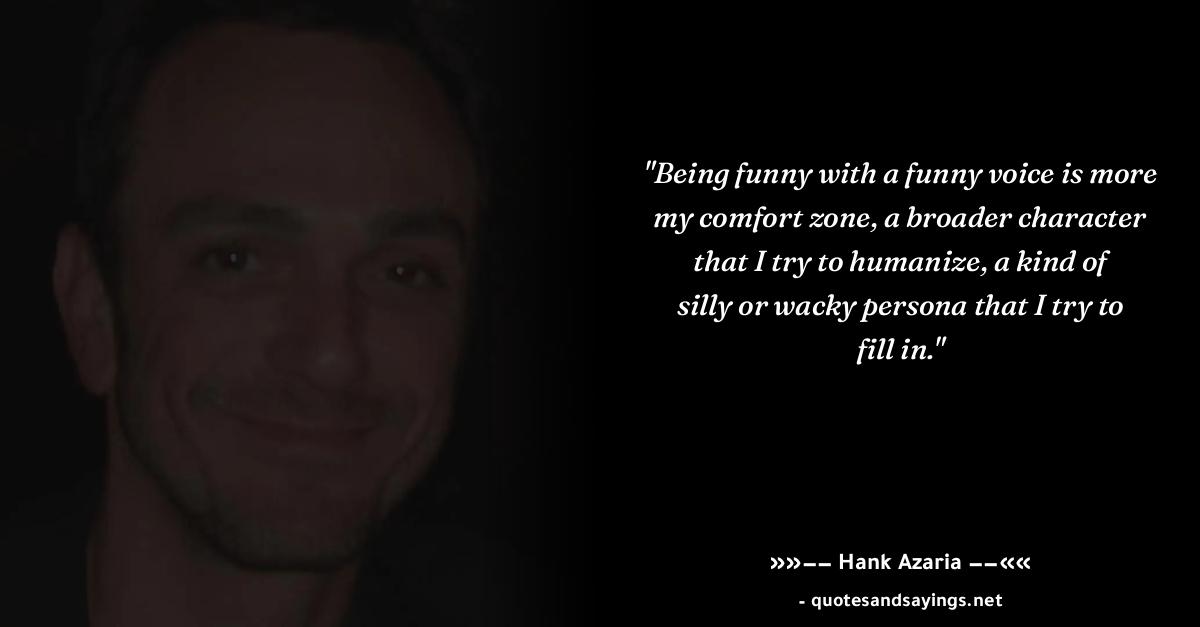 "Being funny with a funny voice is more
my comfort zone, a broader character
that I try to humanize, a kind of
silly or wacky persona that I try to
fill in."
»»−− Hank Azaria −−««
- quotesandsayings.net